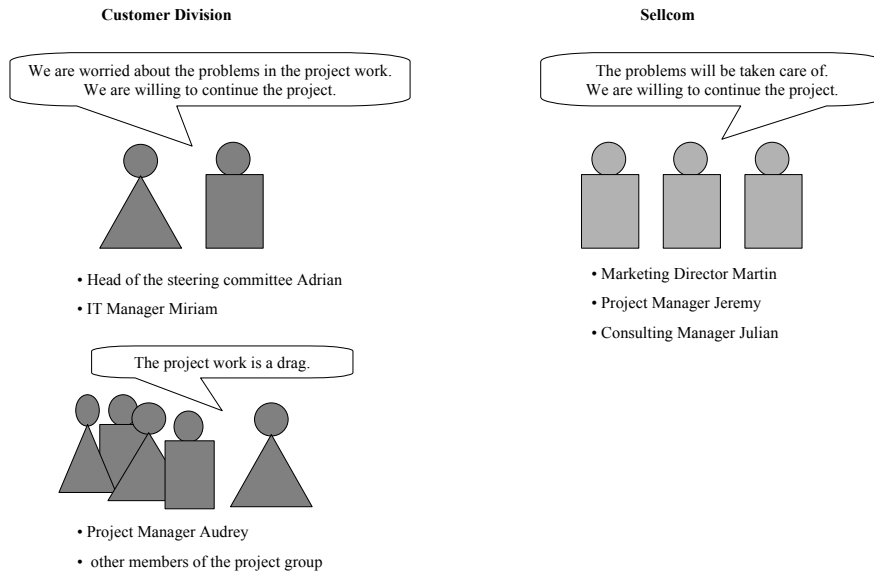 Customer Division
We are worried about the problems in the project work.
We are willing to continue the project.
• Head of the steering committee Adrian
• IT Manager Miriam
The project work is a drag.
• Project Manager Audrey
• other members of the project group
Sellcom
The problems will be taken care of.
We are willing to continue the project.
• Marketing Director Martin
• Project Manager Jeremy
• Consulting Manager Julian